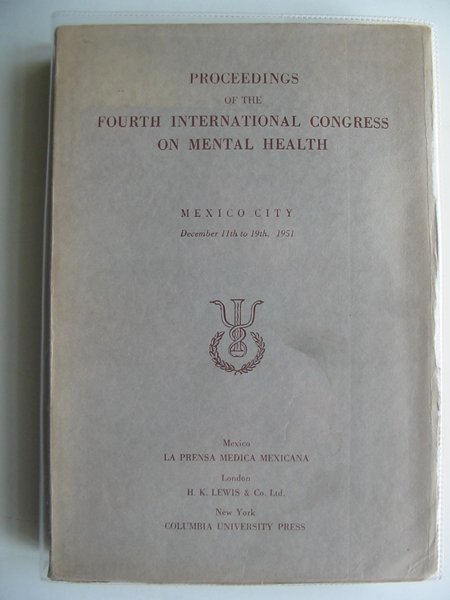 PROCEEDINGS
OF THE
FOURTH INTERNATIONAL CONGRESS
ON MENTAL HEALTH
MEXICO CITY
December 11th to 19th, 1951
Mexico
LA PRENSA MEDICA MEXICANA
London
H. K. LEWIS & Co. Ltd.
New York
COLUMBIA UNIVERSITY PRESS